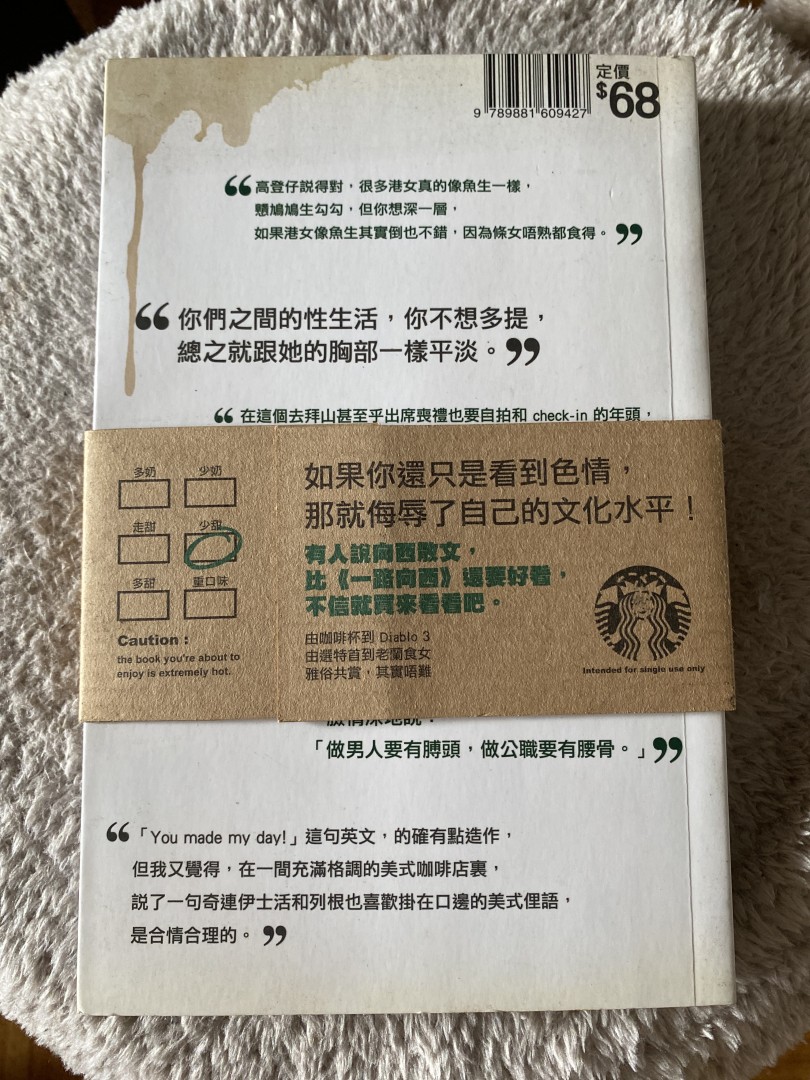 定價
$68
9 789881 609427
“高登仔説得對，很多港女真的像魚生一樣，
戇鳩鳩生勾勾，但你想深一層，
如果港女像魚生其實倒也不錯，因為條女唔熟都食得。”
“你們之間的性生活，你不想多提，
總之就跟她的胸部一樣平淡。”
“在這個去拜山甚至乎出席喪禮也要自拍和 check-in 的年頭，
多奶 少奶
走甜 少甜
多甜 重口味
Caution :
the book you're about to
enjoy is extremely hot.
如果你還只是看到色情，
那就侮辱了自己的文化水平！
有人說向西散文，
比《一路向西》還要好看，
不信就買來看看吧。
由咖啡杯到 Diablo 3
由選特首到老蘭食女
雅俗共賞，其實唔難
Intended for single use only
「做男人要有膊頭，做公職要有腰骨。」”
“「You made my day!」這句英文，的確有點造作，
但我又覺得，在一間充滿格調的美式咖啡店裏，
説了一句奇連伊士活和列根也喜歡掛在口邊的美式俚語，
是合情合理的。”